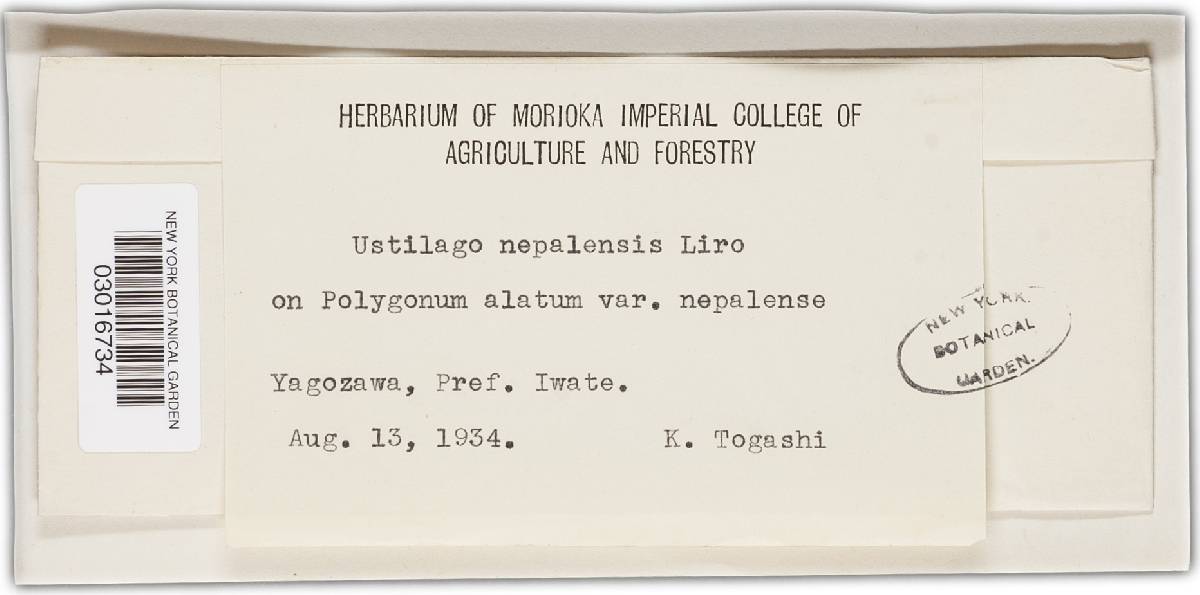 HERBARIUM OF MORIOKA IMPERIAL COLLEGE OF
AGRICULTURE AND FORESTRY
Ustilago nepalensis Liro
on Polygonum alatum var. nepalense
Yagozawa, Pref. Iwate.
Aug. 13, 1934. K. Togashi
NEW YORK BOTANICAL GARDEN
03016734
NEW YORK
BOTANICAL
GARDEN.